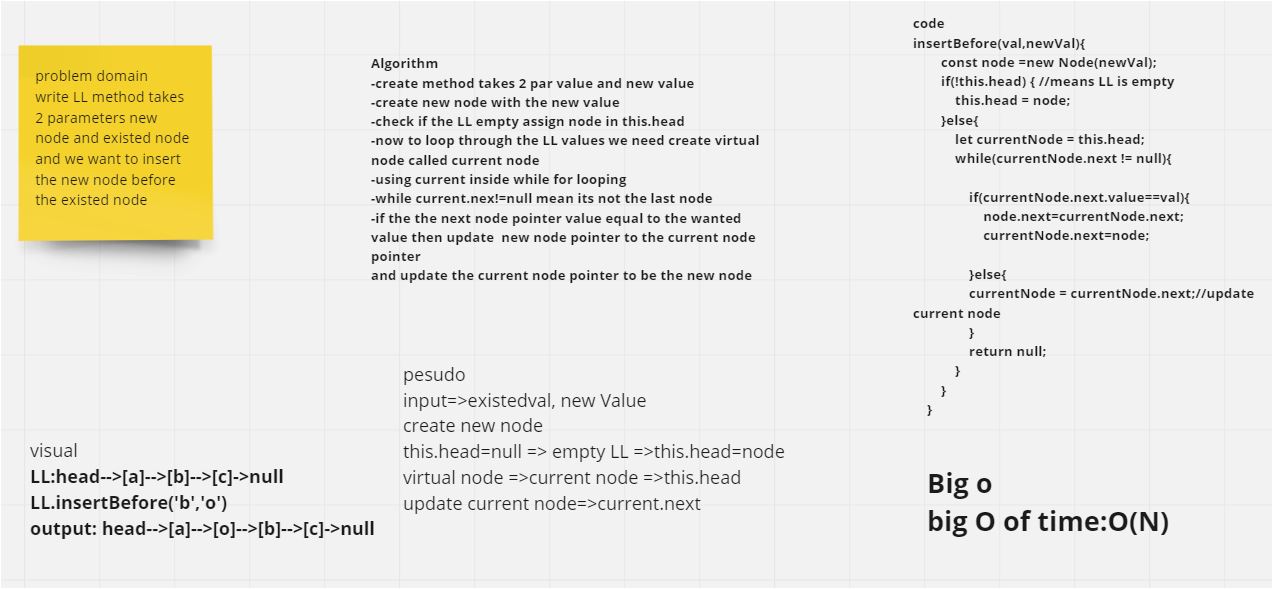 problem domain
write LL method takes
2 parameters new
node and existed node
and we want to insert
the new node before
the existed node
Algorithm
-create method takes 2 par value and new value
-create new node with the new value
-check if the LL empty assign node in this.head
-now to loop through the LL values we need create virtual
node called current node
-using current inside while for looping
-while current.nex!=null mean its not the last node
-if the the next node pointer value equal to the wanted
value then update  new node pointer to the current node
pointer
and update the current node pointer to be the new node
code
insertBefore(val,newVal){
const node =new Node(newVal);
if(!this.head) { //means LL is empty
this.head = node;
}else{
let currentNode = this.head;
while(currentNode.next != null){
if(currentNode.next.value==val){
node.next=currentNode.next;
currentNode.next=node;
}else{
currentNode = currentNode.next;//update
current node
}
return null;
}
}
}
visual
LL:head-->[a]-->[b]-->[c]->null
LL.insertBefore('b','o')
output: head-->[a]-->[o]-->[b]-->[c]->null
pesudo
input=>existedval, new Value
create new node
this.head=null => empty LL =>this.head=node
virtual node =>current node =>this.head
update current node=>current.next
Big o
big O of time:O(N)